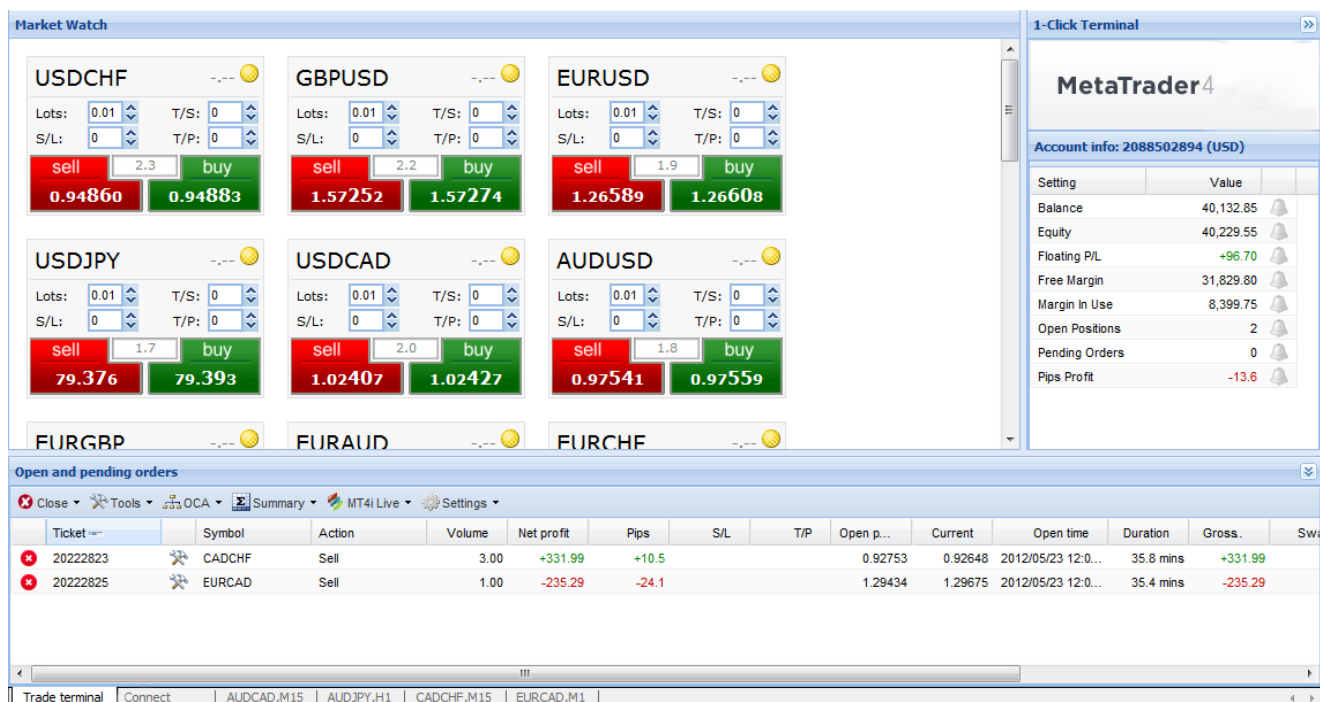 Market Watch
1-Click Terminal
USDCHF -.--
GBPUSD -.--
EURUSD -.--
Lots: 0.01 T/S: 0
Lots: 0.01 T/S: 0
Lots: 0.01 T/S: 0
S/L: 0 T/P: 0
S/L: 0 T/P: 0
S/L: 0 T/P: 0
sell 2.3 buy
sell 2.2 buy
sell 1.9 buy
0.94860 0.94883
1.57252 1.57274
1.26589 1.26608
USDJPY -.--
USDCAD -.--
AUDUSD -.--
Lots: 0.01 T/S: 0
Lots: 0.01 T/S: 0
Lots: 0.01 T/S: 0
S/L: 0 T/P: 0
S/L: 0 T/P: 0
S/L: 0 T/P: 0
sell 1.7 buy
sell 2.0 buy
sell 1.8 buy
79.376 79.393
1.02407 1.02427
0.97541 0.97559
EURGBP -.--
EURAUD -.--
EURCHF -.--
MetaTrader4
Account info: 2088502894 (USD)
Setting Value
Balance 40,132.85
Equity 40,229.55
Floating P/L +96.70
Free Margin 31,829.80
Margin In Use 8,399.75
Open Positions 2
Pending Orders 0
Pips Profit -13.6
Open and pending orders
Close Tools OCA Summary MT4i Live Settings
Ticket Symbol Action Volume Net profit Pips S/L T/P Open p... Current Open time Duration Gross. Swa
20222823 CADCHF Sell 3.00 +331.99 +10.5 0.92753 0.92648 2012/05/23 12:0... 35.8 mins +331.99
20222825 EURCAD Sell 1.00 -235.29 -24.1 1.29434 1.29675 2012/05/23 12:0... 35.4 mins -235.29
Trade terminal Connect | AUDCAD,M15 | AUDJPY,H1 | CADCHF,M15 | EURCAD,M1 |